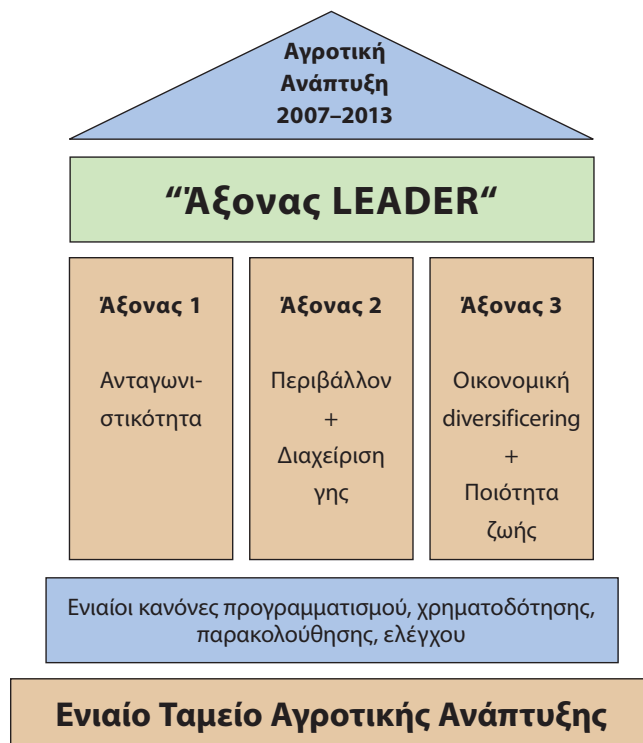 Αγροτική
Ανάπτυξη
2007–2013
“Άξονας LEADER“
Άξονας 1
Ανταγωνι-
στικότητα
Άξονας 2
Περιβάλλον
+
Διαχείριση
γης
Άξονας 3
Οικονομική
diversificering
+
Ποιότητα
ζωής
Ενιαίοι κανόνες προγραμματισμού, χρηματοδότησης,
παρακολούθησης, ελέγχου
Ενιαίο Ταμείο Αγροτικής Ανάπτυξης